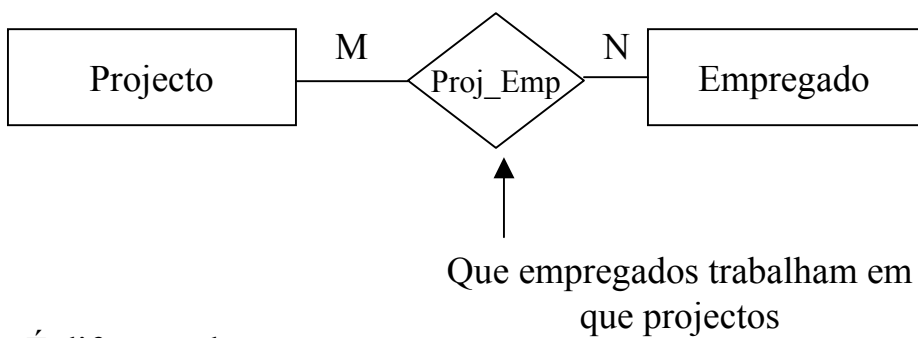 M
N
Projecto
Proj_Emp
Empregado
Que empregados trabalham em
que projectos